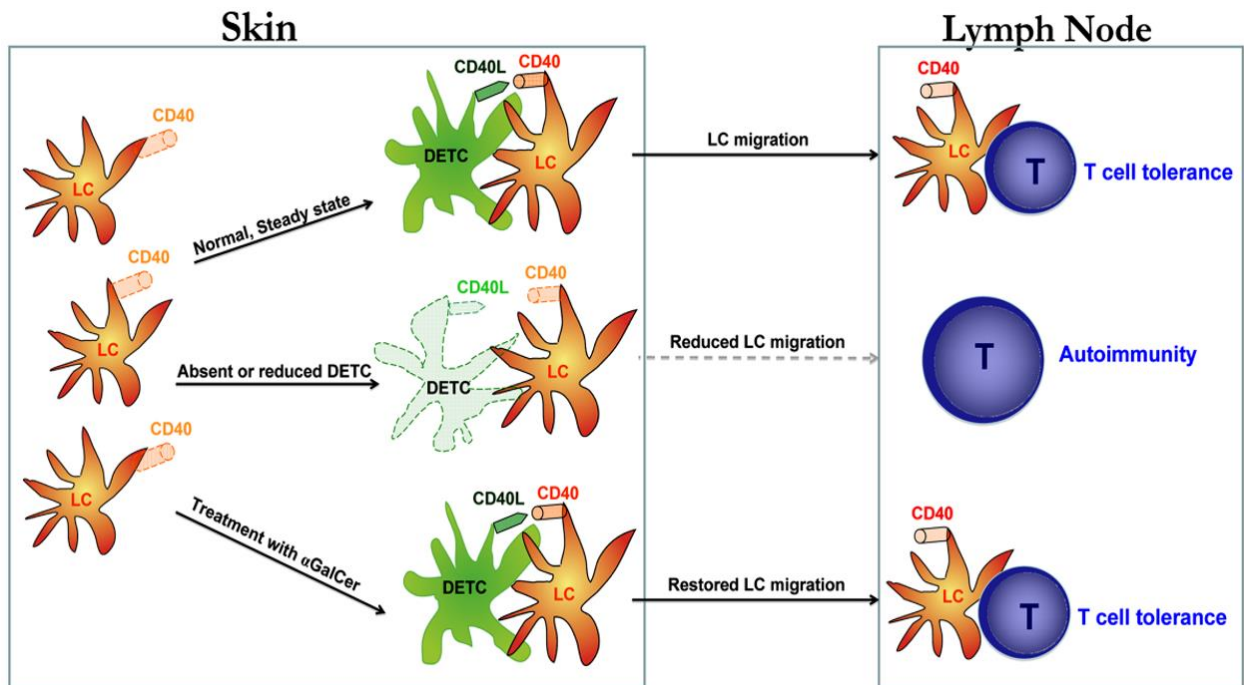 Skin
Lymph Node
CD40
LC
CD40
LC
CD40
LC
Normal, Steady state
Absent or reduced DETC
Treatment with αGalCer
CD40L
CD40
DETC
LC
LC migration
CD40
LC
T
T cell tolerance
CD40L
CD40
DETC
LC
Reduced LC migration
T
Autoimmunity
CD40L
CD40
DETC
LC
Restored LC migration
CD40
LC
T
T cell tolerance